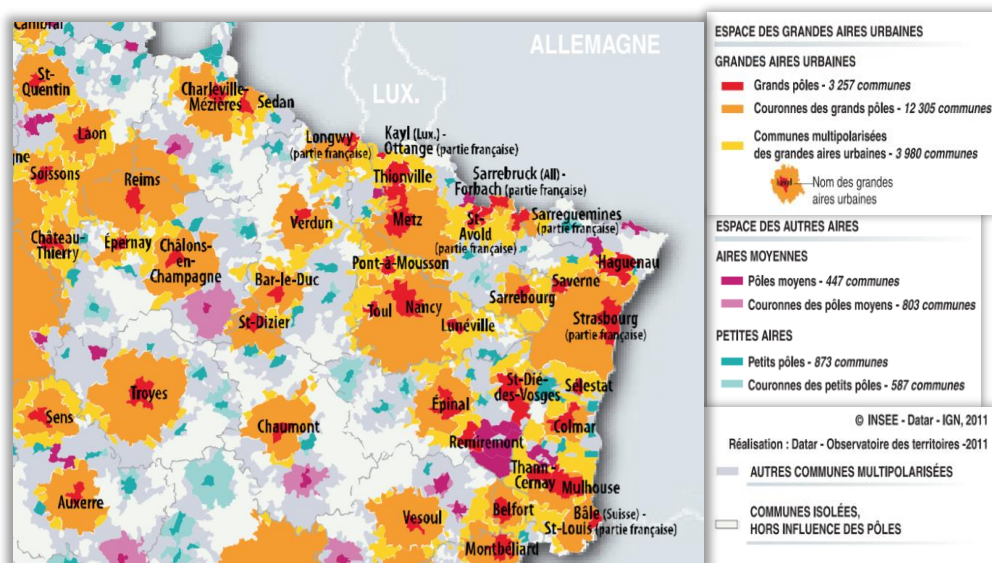 Cambrai
ALLEMAGNE
St-
Quentin
Charleville-
Mézières
Sedan
LUX.
Laon
Longwy
(partie française)
Kayl (Lux.) -
Ottange (partie française)
gne
Soissons
Reims
Thionville
Sarrebruck (All) -
Forbach (partie française)
Verdun
Metz
St-
Avold
(partie française)
Sarreguemines
(partie française)
Château-
Thierry
Épernay
Châlons-
en-
Champagne
Bar-le-Duc
Pont-à-Mousson
Haguenau
Saverne
Sarrebourg
St-Dizier
Toul
Nancy
Lunéville
Strasbourg
(partie française)
Troyes
St-Dié-
des-Vosges
Sélestat
Sens
Épinal
Chaumont
Colmar
Remiremont
Thann-
Cernay
Mulhouse
Auxerre
Vesoul
Belfort
Bâle (Suisse) -
St-Louis (partie française)
Montbéliard
ESPACE DES GRANDES AIRES URBAINES
GRANDES AIRES URBAINES
Grands pôles - 3 257 communes
Couronnes des grands pôles - 12 305 communes
Communes multipolarisées
des grandes aires urbaines - 3 980 communes
Nom des grandes
aires urbaines
ESPACE DES AUTRES AIRES
AIRES MOYENNES
Pôles moyens - 447 communes
Couronnes des pôles moyens - 803 communes
PETITES AIRES
Petits pôles - 873 communes
Couronnes des petits pôles - 587 communes
© INSEE - Datar - IGN, 2011
Réalisation : Datar - Observatoire des territoires -2011
AUTRES COMMUNES MULTIPOLARISÉES
COMMUNES ISOLÉES,
HORS INFLUENCE DES PÔLES